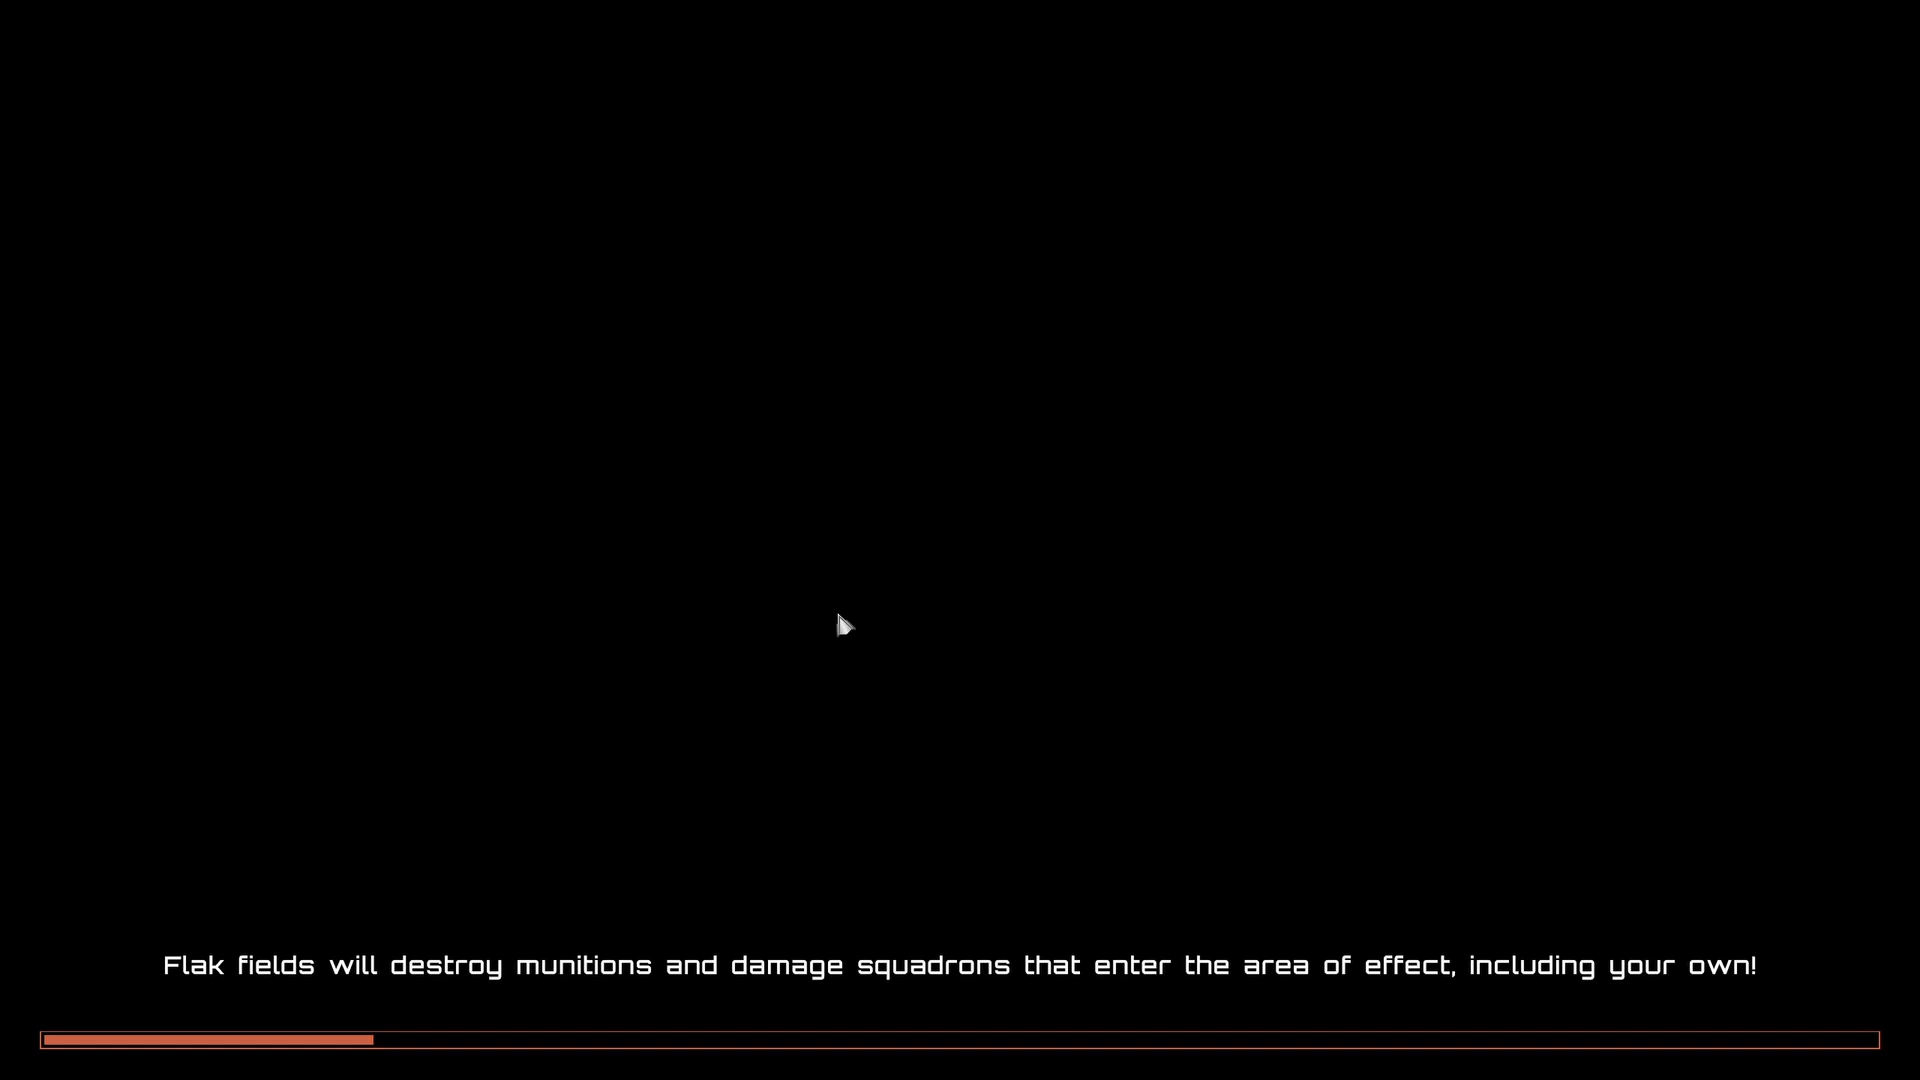 Flak fields will destroy munitions and damage squadrons that enter the area of effect, including your own!